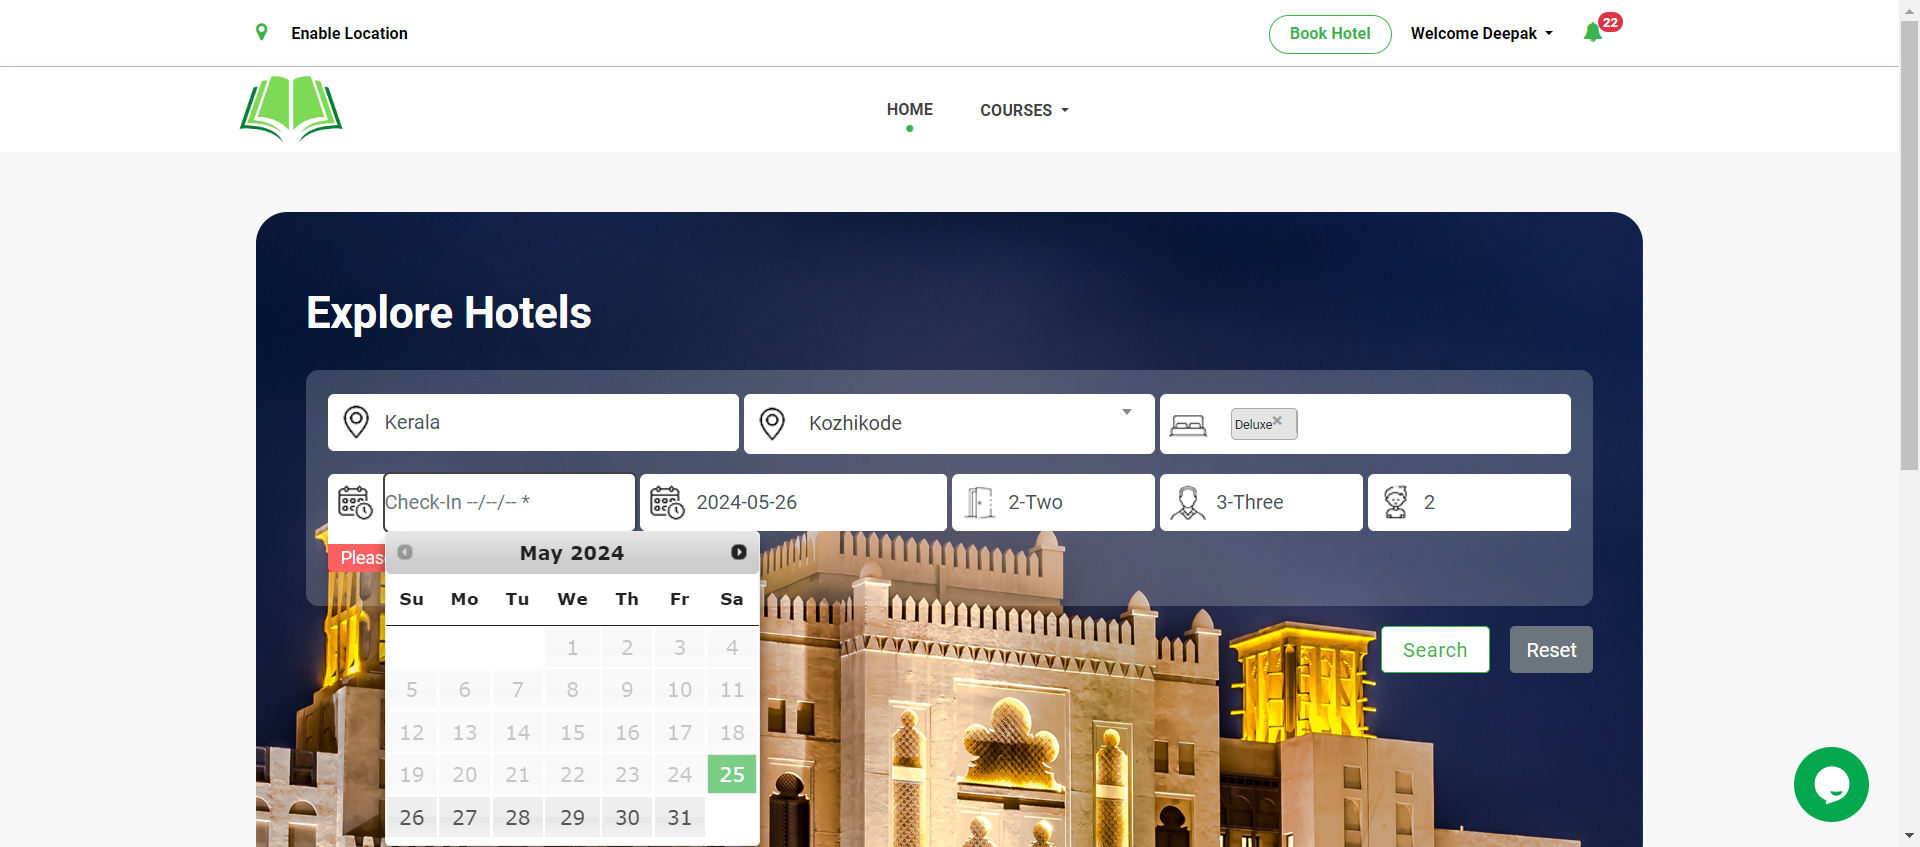 Enable Location
Book Hotel
Welcome Deepak
22
HOME
COURSES
Explore Hotels
Kerala
Kozhikode
Deluxe×
Check-In --/--/-- *
2024-05-26
2-Two
3-Three
2
Pleas
May 2024
Su Mo Tu We Th Fr Sa
1 2 3 4
5 6 7 8 9 10 11
12 13 14 15 16 17 18
19 20 21 22 23 24 25
26 27 28 29 30 31
Search
Reset